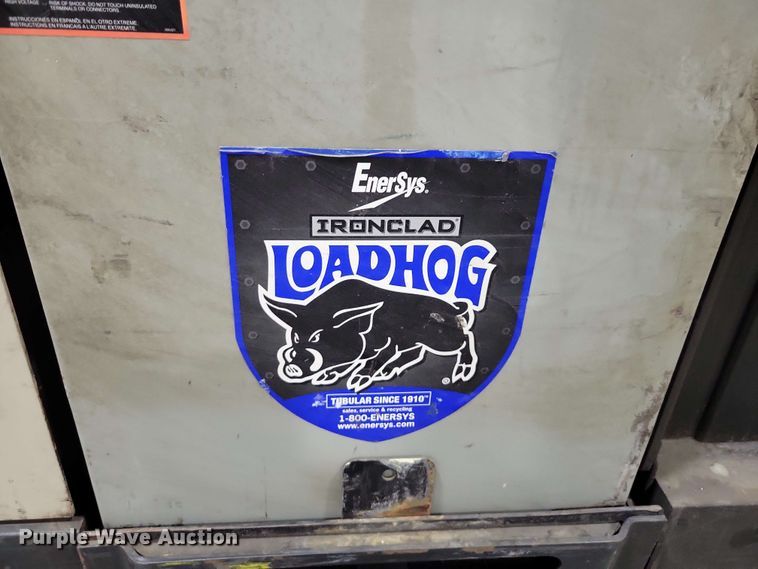 HIGH VOLTAGE ... RISK OF SHOCK. DO NOT TOUCH UNINSULATED
TERMINALS OR CONNECTORS.
INSTRUCCIONES EN ESPAÑOL EN EL OTRO EXTREME.
INSTRUCTIONS EN FRANCAIS A L'AUTRE EXTREMITE.
EnerSys.
IRONCLAD®
LOADHOG
®
TUBULAR SINCE 1910™
sales, service & recycling
1-800-ENERSYS
www.enersys.com
Purple Wave Auction